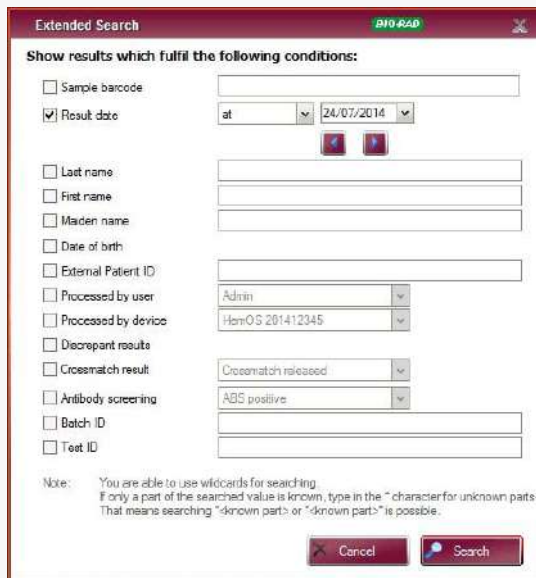 Extended Search BIO-RAD
Show results which fulfil the following conditions:
Sample barcode
Result date at 24/07/2014
Last name
First name
Maiden name
Date of birth
External Patient ID
Processed by user Admin
Processed by device HemOS 201412345
Discrepant results
Crossmatch result Crossmatch released
Antibody screening ABS positive
Batch ID
Test ID
Note: You are able to use wildcards for searching.
If only a part of the searched value is known, type in the * character for unknown parts
That means searching "<known part> or "<known part>" is possible.
Cancel Search